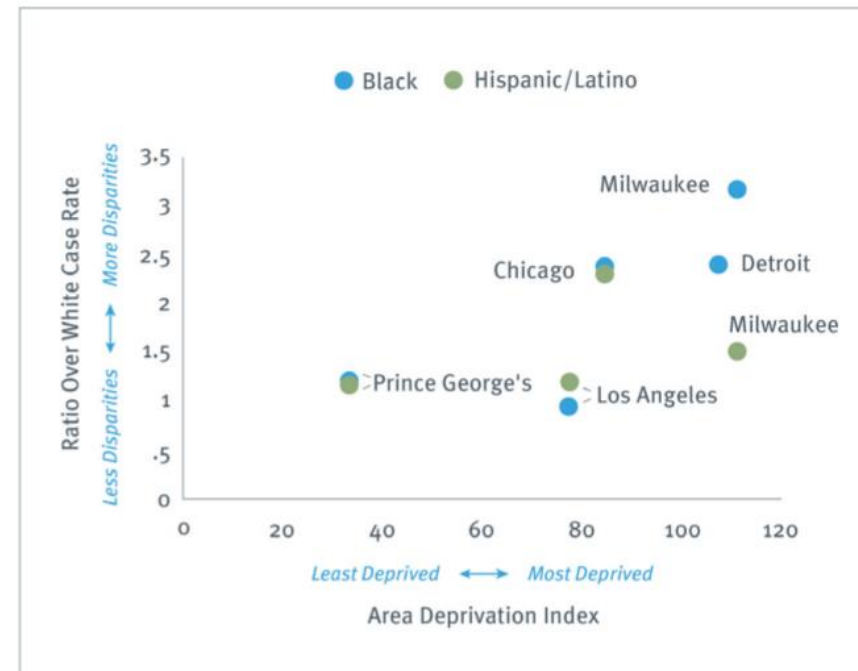 Black Hispanic/Latino
Ratio Over White Case Rate
Less Disparities ↔ More Disparities
3.5
3
2.5
2
1.5
1
.5
0
Milwaukee
Chicago
Detroit
Milwaukee
Prince George's
Los Angeles
0 20 40 60 80 100 120
Least Deprived ↔ Most Deprived
Area Deprivation Index